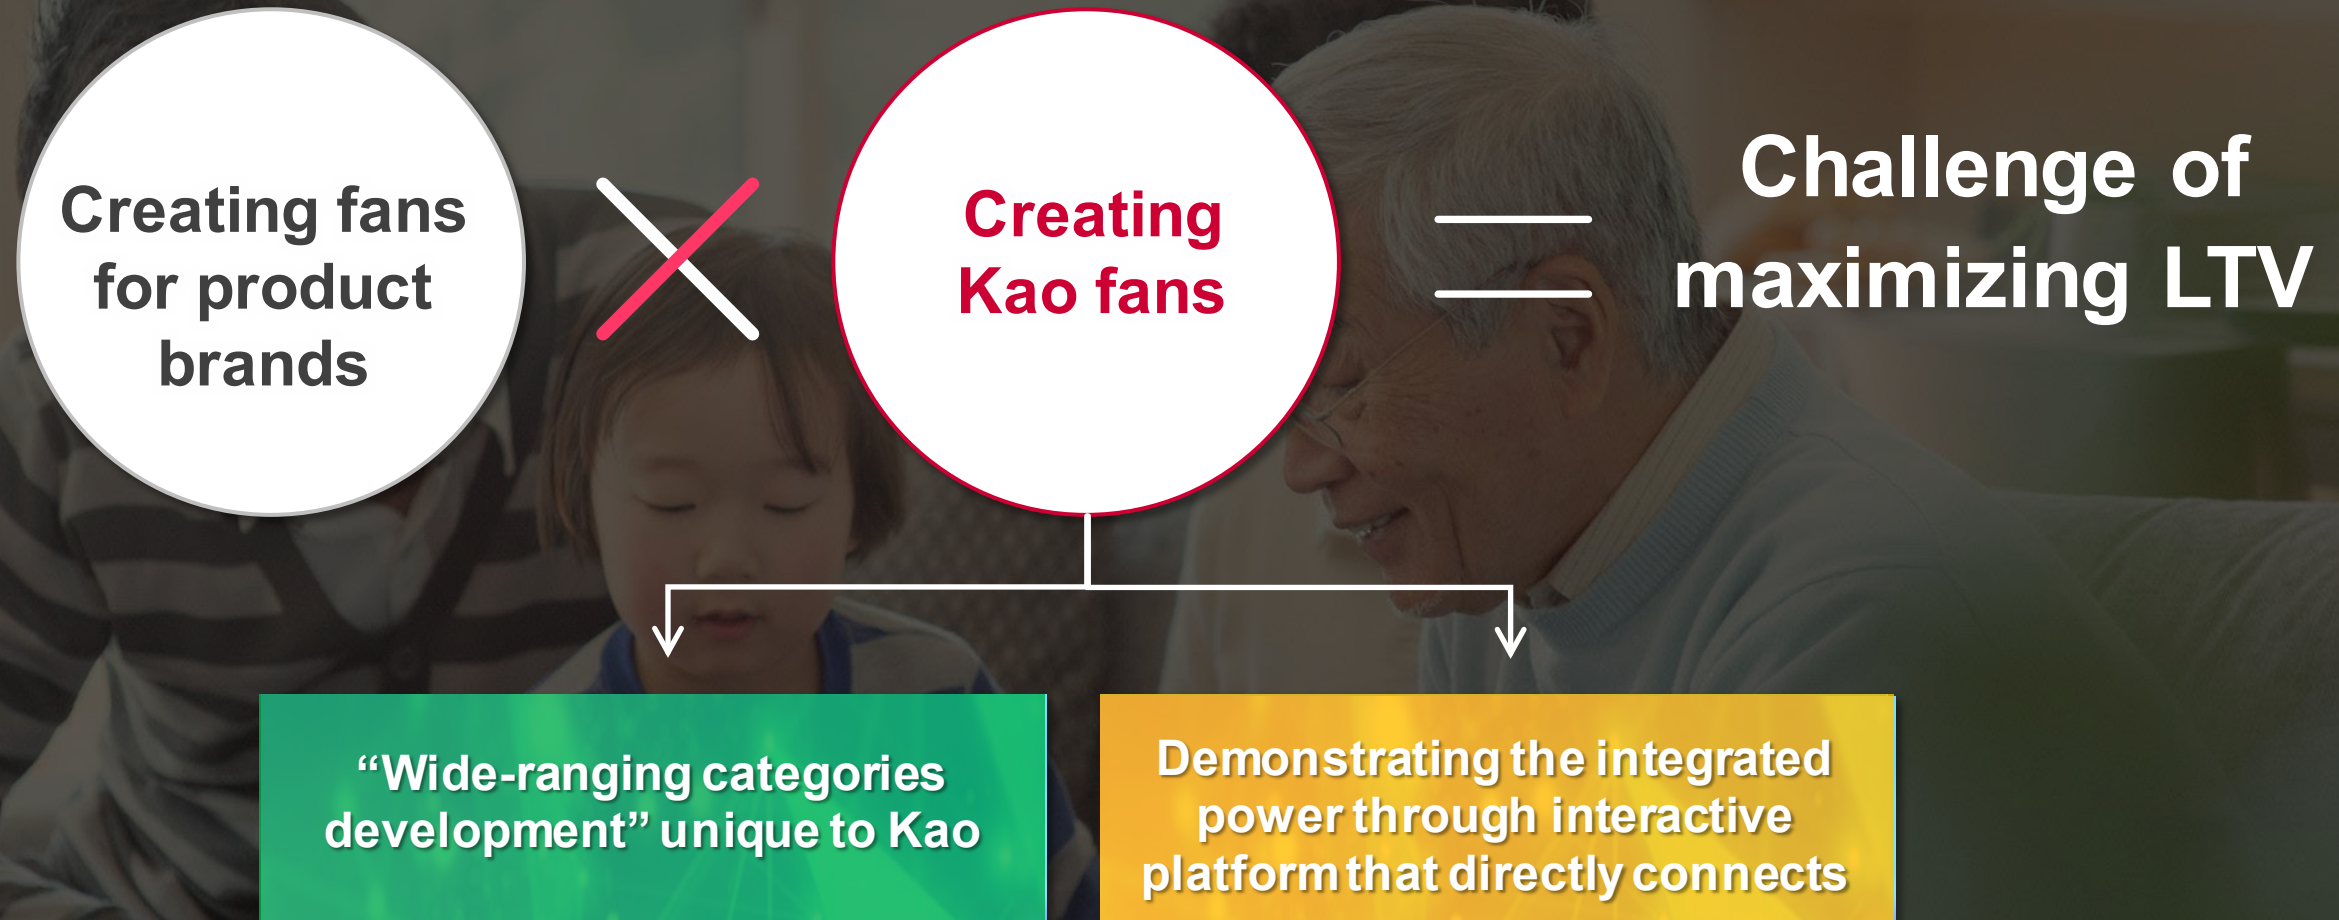 Creating fans
for product
brands
Creating
Kao fans
Challenge of
maximizing LTV
“Wide-ranging categories
development” unique to Kao
Demonstrating the integrated
power through interactive
platform that directly connects